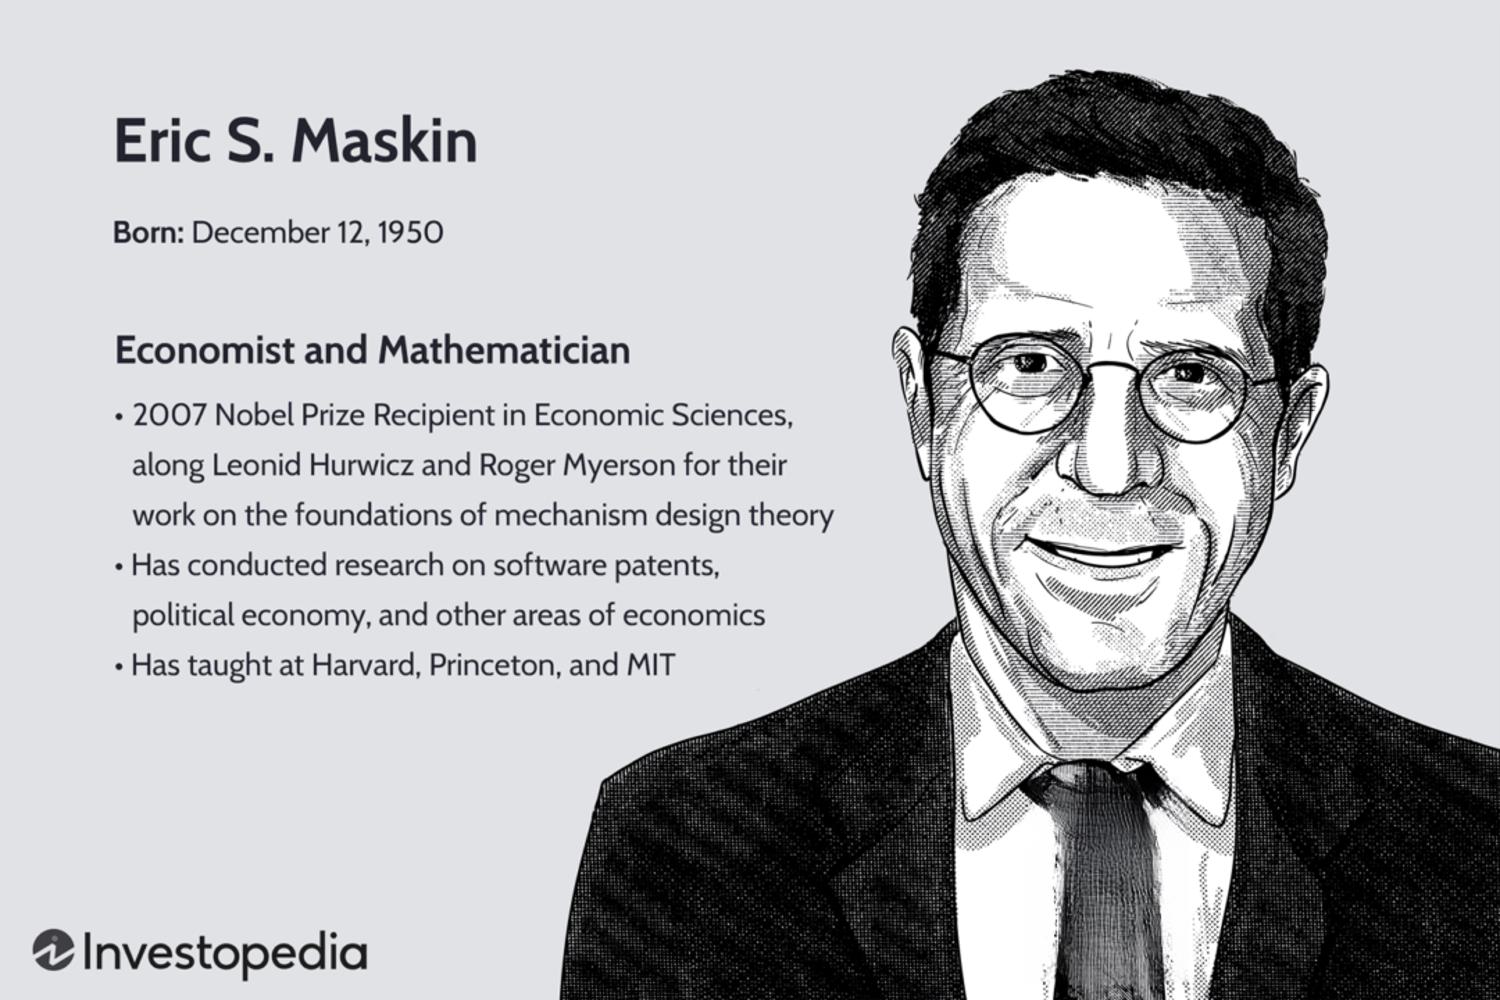 Eric S. Maskin
Born: December 12, 1950
Economist and Mathematician
• 2007 Nobel Prize Recipient in Economic Sciences,
along Leonid Hurwicz and Roger Myerson for their
work on the foundations of mechanism design theory
• Has conducted research on software patents,
political economy, and other areas of economics
• Has taught at Harvard, Princeton, and MIT
Investopedia